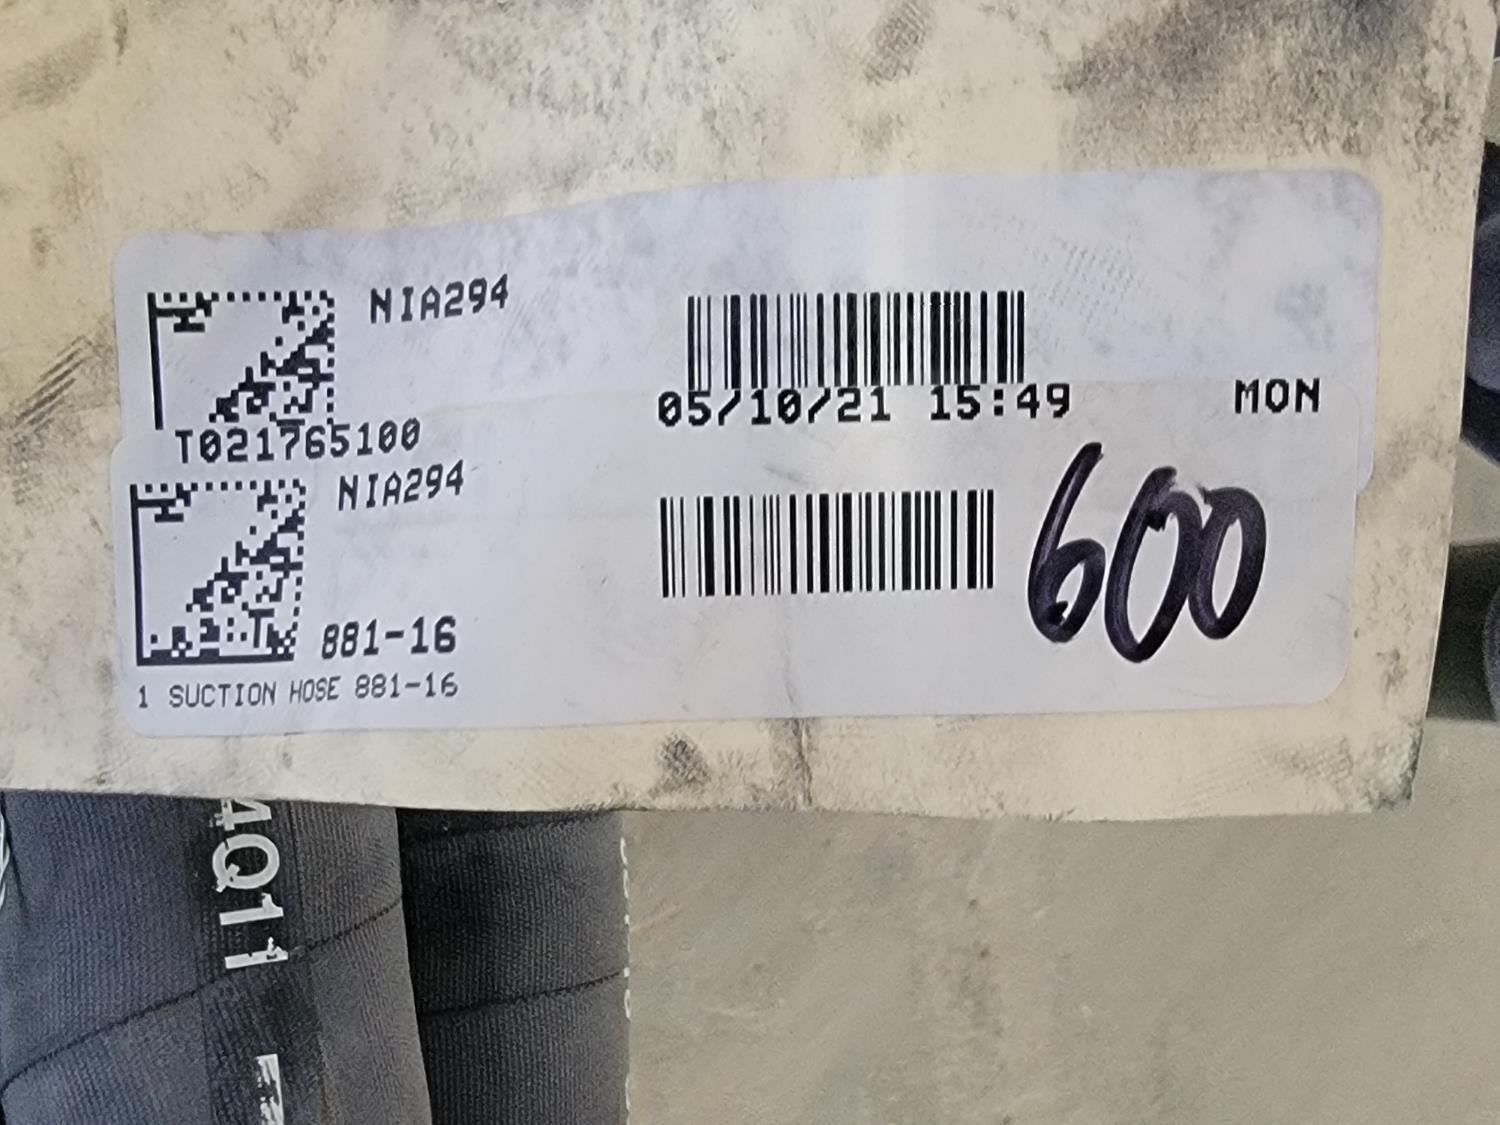 NIA294
05/10/21 15:49 MON
T021765100
NIA294
600
881-16
1 SUCTION HOSE 881-16
4Q11